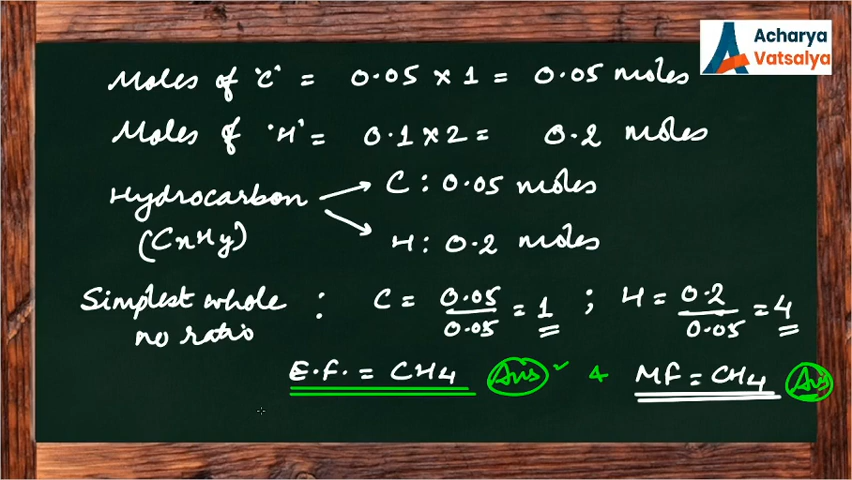 Acharya
Vatsalya
Moles of 'C' = 0.05 × 1 = 0.05 moles
Moles of 'H' = 0.1 × 2 = 0.2 moles
Hydrocarbon → C : 0.05 moles
(CxHy) → H : 0.2 moles
Simplest whole no ratio : C = 0.05/0.05 = 1 ; H = 0.2/0.05 = 4
E.F. = CH4 Ans ✓ & MF = CH4 Ans